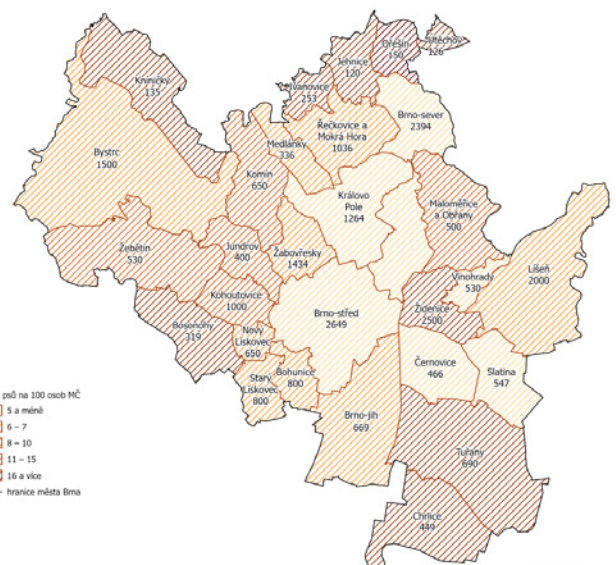 Ořešín
150
Útěchov
126
Jehnice
120
Kníničky
135
Ivanovice
253
Brno-sever
2394
Řečkovice a
Mokrá Hora
1036
Medlánky
336
Bystrc
1500
Komín
650
Královo
Pole
1264
Maloměřice
a Obřany
500
Žebětín
530
Jundrov
400
Žabovřesky
1434
Vinohrady
530
Líšeň
2000
Kohoutovice
1000
Židenice
2500
Brno-střed
2649
Bosonohy
319
Nový
Lískovec
650
Starý
Lískovec
800
Bohunice
800
Černovice
466
Slatina
547
Brno-jih
669
Tuřany
690
Chrlice
449
psů na 100 osob MČ
5 a méně
6 – 7
8 – 10
11 – 15
16 a více
hranice města Brna